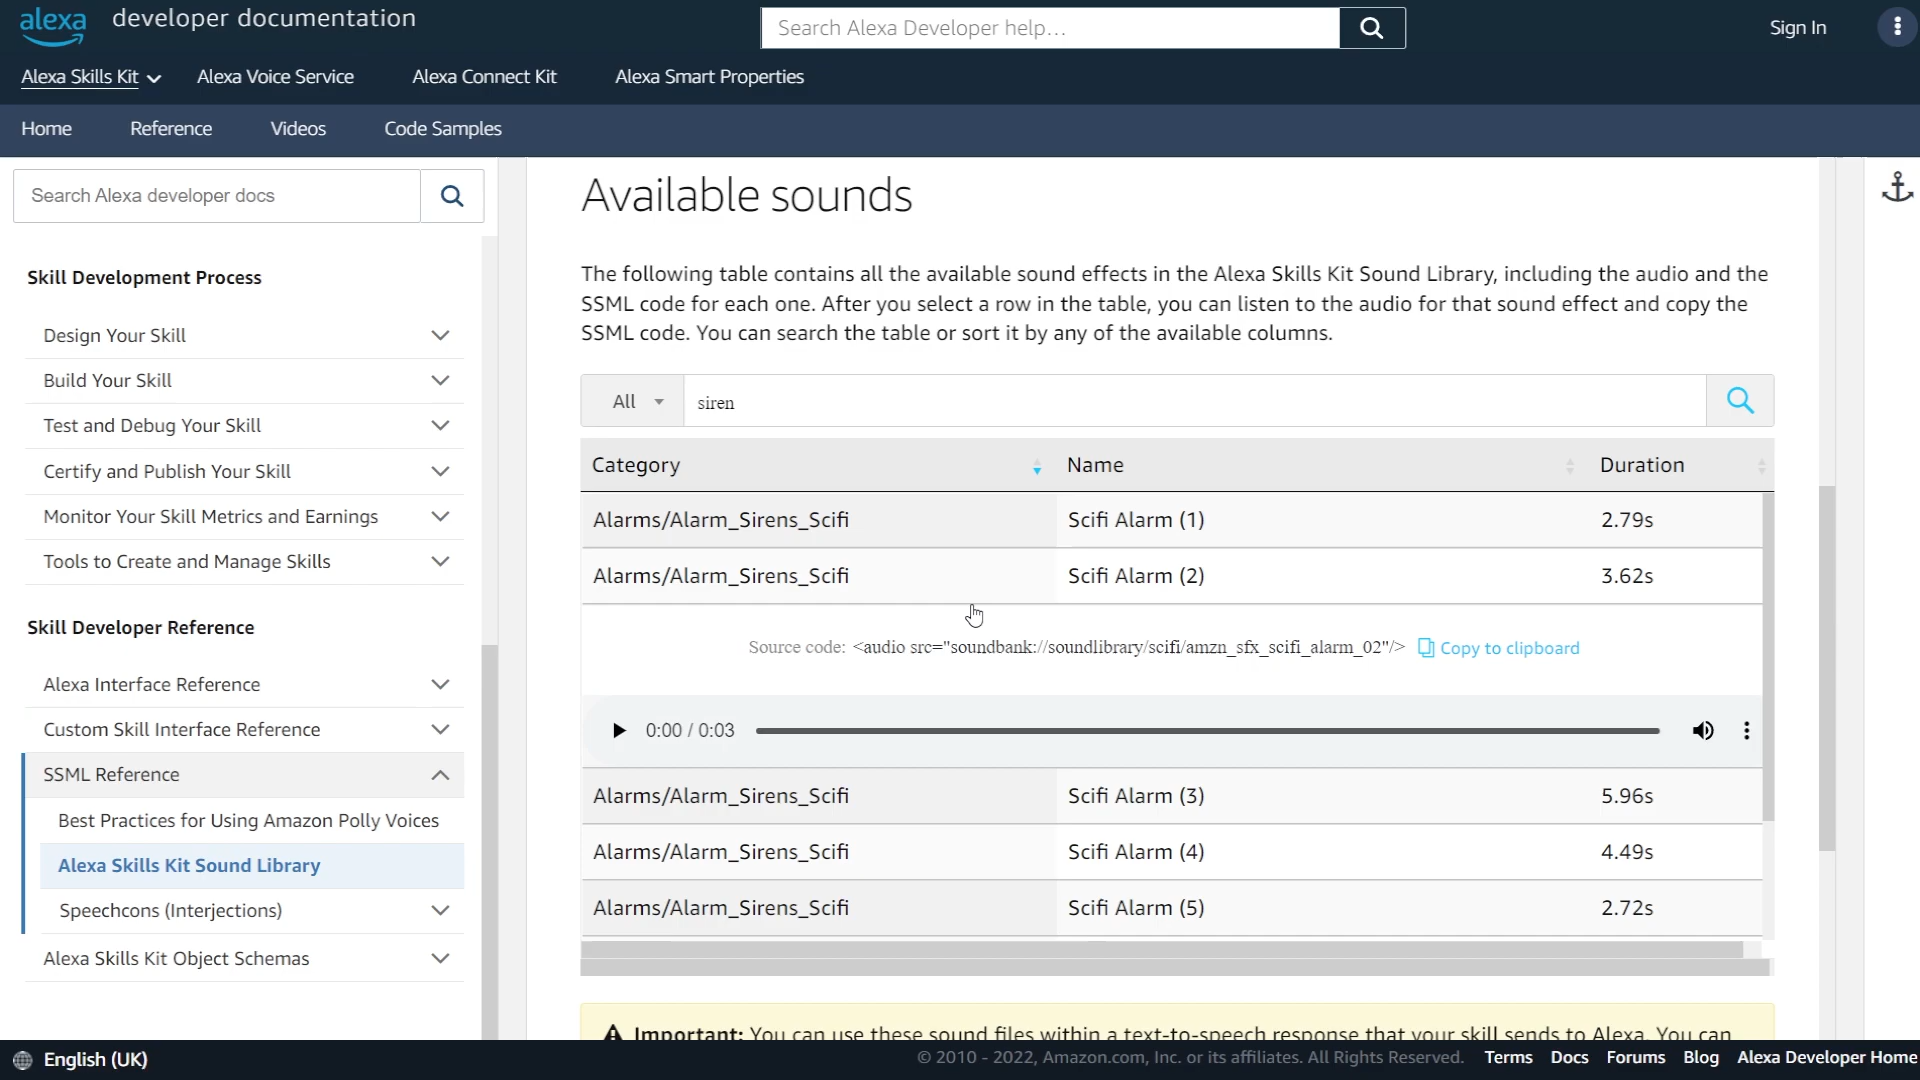 alexa developer documentation
Search Alexa Developer help...
Sign In
Alexa Skills Kit Alexa Voice Service Alexa Connect Kit Alexa Smart Properties
Home Reference Videos Code Samples
Search Alexa developer docs
Skill Development Process
Design Your Skill
Build Your Skill
Test and Debug Your Skill
Certify and Publish Your Skill
Monitor Your Skill Metrics and Earnings
Tools to Create and Manage Skills
Skill Developer Reference
Alexa Interface Reference
Custom Skill Interface Reference
SSML Reference
Best Practices for Using Amazon Polly Voices
Alexa Skills Kit Sound Library
Speechcons (Interjections)
Alexa Skills Kit Object Schemas
Available sounds
The following table contains all the available sound effects in the Alexa Skills Kit Sound Library, including the audio and the
SSML code for each one. After you select a row in the table, you can listen to the audio for that sound effect and copy the
SSML code. You can search the table or sort it by any of the available columns.
All siren
Category Name Duration
Alarms/Alarm_Sirens_Scifi Scifi Alarm (1) 2.79s
Alarms/Alarm_Sirens_Scifi Scifi Alarm (2) 3.62s
Source code: <audio src="soundbank://soundlibrary/scifi/amzn_sfx_scifi_alarm_02"/> Copy to clipboard
0:00 / 0:03
Alarms/Alarm_Sirens_Scifi Scifi Alarm (3) 5.96s
Alarms/Alarm_Sirens_Scifi Scifi Alarm (4) 4.49s
Alarms/Alarm_Sirens_Scifi Scifi Alarm (5) 2.72s
Important: You can use these sound files within a text-to-speech response that your skill sends to Alexa. You can
English (UK)
© 2010 - 2022, Amazon.com, Inc. or its affiliates. All Rights Reserved. Terms Docs Forums Blog Alexa Developer Home